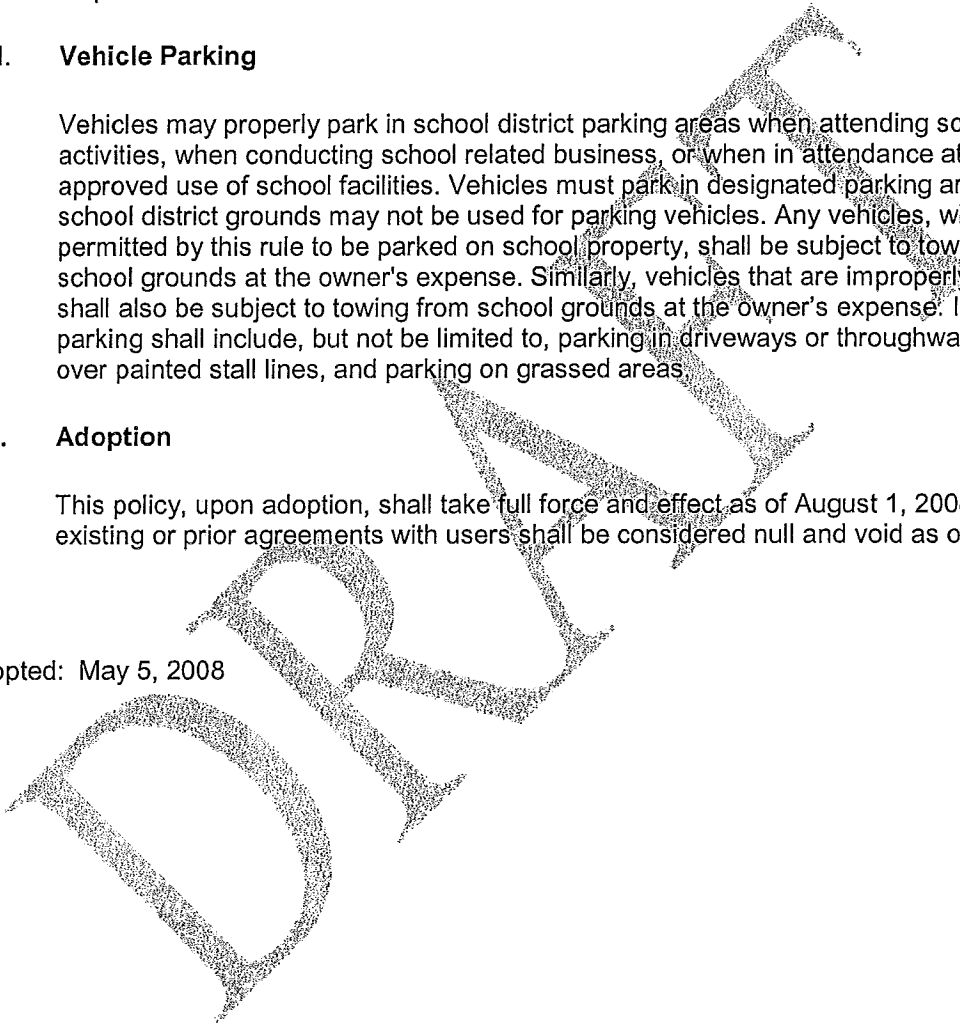 Vehicle Parking
Vehicles may properly park in school district parking areas when attending
activities, when conducting school related business, or when in attendance at
approved use of school facilities. Vehicles must park in designated parking
school district grounds may not be used for parking vehicles. Any vehicles,
permitted by this rule to be parked on school property, shall be subject to
school grounds at the owner's expense. Similarly, vehicles that are improperly
shall also be subject to towing from school grounds at the owner's expense.
parking shall include, but not be limited to, parking in driveways or
over painted stall lines, and parking on grassed areas.
Adoption
This policy, upon adoption, shall take full force and effect as of August 1,
existing or prior agreements with users shall be considered null and void as
opted: May 5, 2008
DRAFT